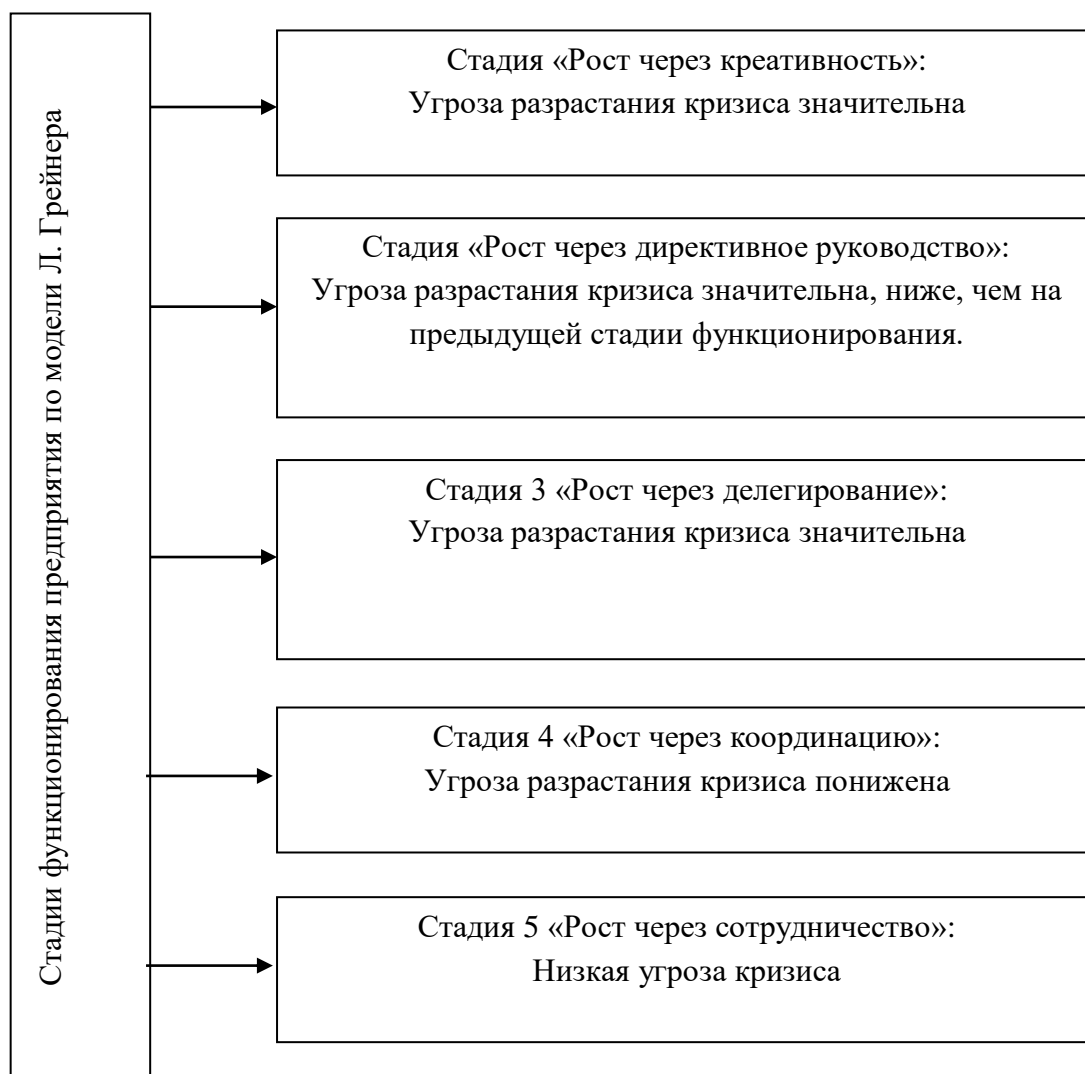 Стадии функционирования предприятия по модели Л. Грейнера
Стадия «Рост через креативность»:
Угроза разрастания кризиса значительна
Стадия «Рост через директивное руководство»:
Угроза разрастания кризиса значительна, ниже, чем на
предыдущей стадии функционирования.
Стадия 3 «Рост через делегирование»:
Угроза разрастания кризиса значительна
Стадия 4 «Рост через координацию»:
Угроза разрастания кризиса понижена
Стадия 5 «Рост через сотрудничество»:
Низкая угроза кризиса